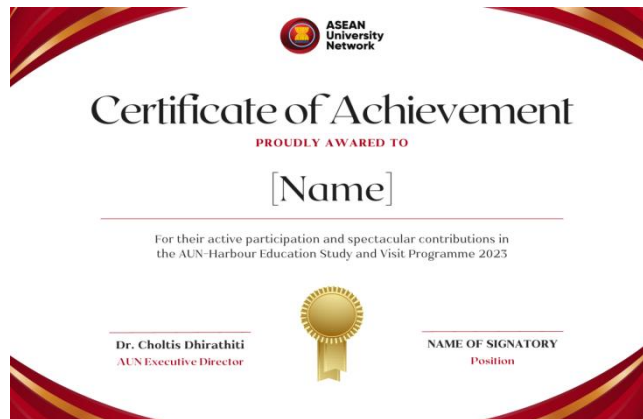 ASEAN
University
Network
Certificate of Achievement
PROUDLY AWARED TO
[Name]
For their active participation and spectacular contributions in
the AUN-Harbour Education Study and Visit Programme 2023
Dr. Choltis Dhirathiti
AUN Executive Director
NAME OF SIGNATORY
Position